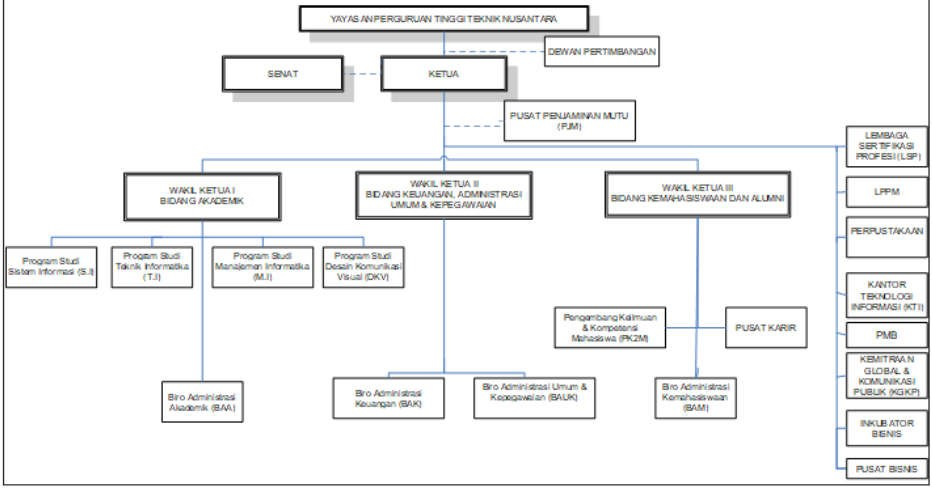 YAYASAN PERGURUAN TINGGI TEKNIK NUSANTARA
DEWAN PERTIMBANGAN
SENAT
KETUA
PUSAT PENJAMINAN MUTU
(PJM)
LEMBAGA
SERTIFIKASI
PROFESI (LSP)
WAKIL KETUA I
BIDANG AKADEMIK
WAKIL KETUA II
BIDANG KEUANGAN, ADMINISTRASI
UMUM & KEPEGAWAIAN
WAKIL KETUA III
BIDANG KEMAHASISWAAN DAN ALUMNI
LPPM
PERPUSTAKAAN
Program Studi
Sistem Informasi (S.I)
Program Studi
Teknik Informatika
(T.I)
Program Studi
Manajemen Informatika
(M.I)
Program Studi
Desain Komunikasi
Visual (DKV)
KANTOR
TEKNOLOGI
INFORMASI (KTI)
Pengembang Keilmuan
& Kompetensi
Mahasiswa (PK2M)
PUSAT KARIR
PMB
KEMITRAAN
GLOBAL &
KOMUNIKASI
PUBLIK (KGKP)
Biro Administrasi
Akademik (BAA)
Biro Administrasi
Keuangan (BAK)
Biro Administrasi Umum &
Kepegawaian (BAUK)
Biro Administrasi
Kemahasiswaan
(BAM)
INKUBATOR
BISNIS
PUSAT BISNIS